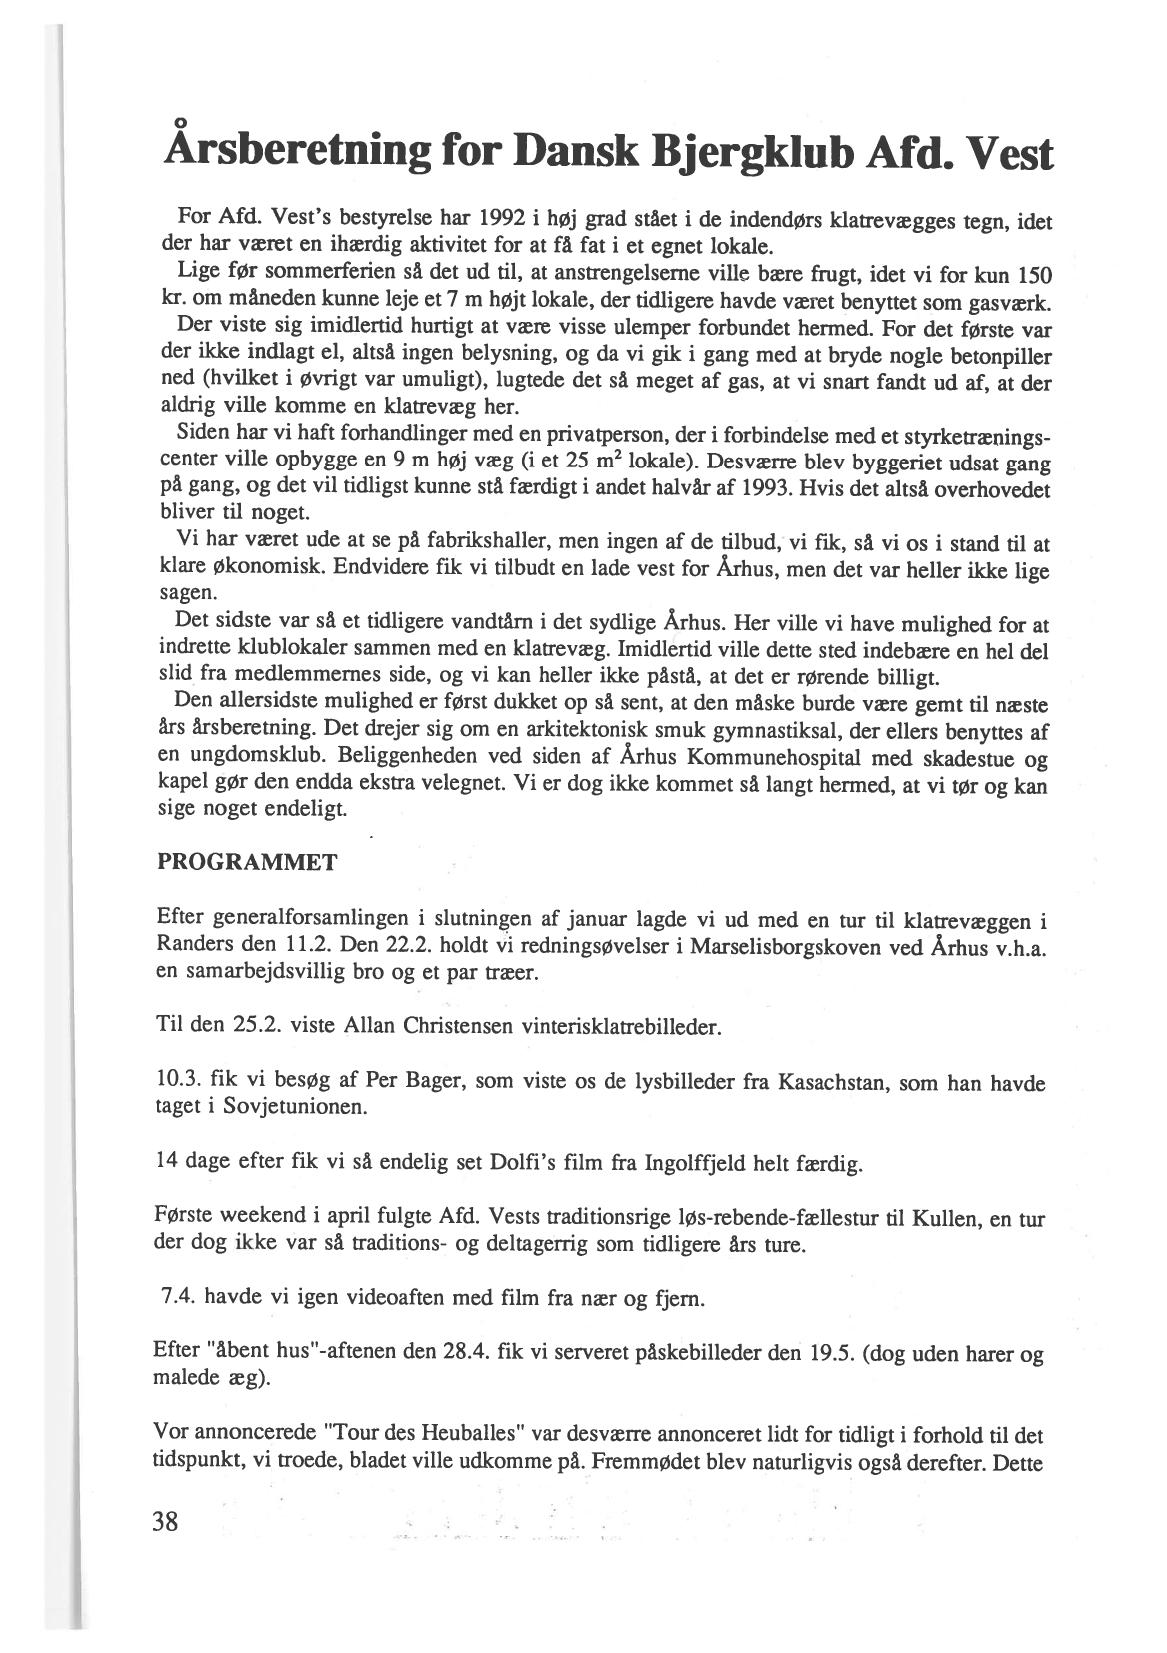 Årsberetning for Dansk Bjergklub Afd. Vest
For Afd. Vest's bestyrelse har 1992 i høj grad stået i de indendørs klatrevægges tegn, idet
der har været en ihærdig aktivitet for at få fat i et egnet lokale.
Lige før sommerferien så det ud til, at anstrengelserne ville bære frugt, idet vi for kun 150
kr. om måneden kunne leje et 7 m højt lokale, der tidligere havde været benyttet som gasværk.
Der viste sig imidlertid hurtigt at være visse ulemper forbundet hermed. For det første var
der ikke indlagt el, altså ingen belysning, og da vi gik i gang med at bryde nogle betonpiller
ned (hvilket i øvrigt var umuligt), lugtede det så meget af gas, at vi snart fandt ud af, at der
aldrig ville komme en klatrevæg her.
Siden har vi haft forhandlinger med en privatperson, der i forbindelse med et styrketrænings-
center ville opbygge en 9 m høj væg (i et 25 m² lokale). Desværre blev byggeriet udsat gang
på gang, og det vil tidligst kunne stå færdigt i andet halvår af 1993. Hvis det altså overhovedet
bliver til noget.
Vi har været ude at se på fabrikshaller, men ingen af de tilbud, vi fik, så vi os i stand til at
klare økonomisk. Endvidere fik vi tilbudt en lade vest for Århus, men det var heller ikke lige
sagen.
Det sidste var så et tidligere vandtårn i det sydlige Århus. Her ville vi have mulighed for at
indrette klublokaler sammen med en klatrevæg. Imidlertid ville dette sted indebære en hel del
slid fra medlemmernes side, og vi kan heller ikke påstå, at det er rørende billigt.
Den allersidste mulighed er først dukket op så sent, at den måske burde være gemt til næste
års årsberetning. Det drejer sig om en arkitektonisk smuk gymnastiksal, der ellers benyttes af
en ungdomsklub. Beliggenheden ved siden af Århus Kommunehospital med skadestue og
kapel gør den endda ekstra velegnet. Vi er dog ikke kommet så langt hermed, at vi tør og kan
sige noget endeligt.
PROGRAMMET
Efter generalforsamlingen i slutningen af januar lagde vi ud med en tur til klatrevæggen i
Randers den 11.2. Den 22.2. holdt vi redningsøvelser i Marselisborgskoven ved Århus v.h.a.
en samarbejdsvillig bro og et par træer.
Til den 25.2. viste Allan Christensen vinterisklatrebilleder.
10.3. fik vi besøg af Per Bager, som viste os de lysbilleder fra Kasachstan, som han havde
taget i Sovjetunionen.
14 dage efter fik vi så endelig set Dolfi's film fra Ingolffjeld helt færdig.
Første weekend i april fulgte Afd. Vests traditionsrige løs-rebende-fællestur til Kullen, en tur
der dog ikke var så traditions- og deltagerrig som tidligere års ture.
7.4. havde vi igen videoaften med film fra nær og fjern.
Efter "åbent hus"-aftenen den 28.4. fik vi serveret påskebilleder den 19.5. (dog uden harer og
malede æg).
Vor annoncerede "Tour des Heuballes" var desværre annonceret lidt for tidligt i forhold til det
tidspunkt, vi troede, bladet ville udkomme på. Fremmødet blev naturligvis også derefter. Dette
38